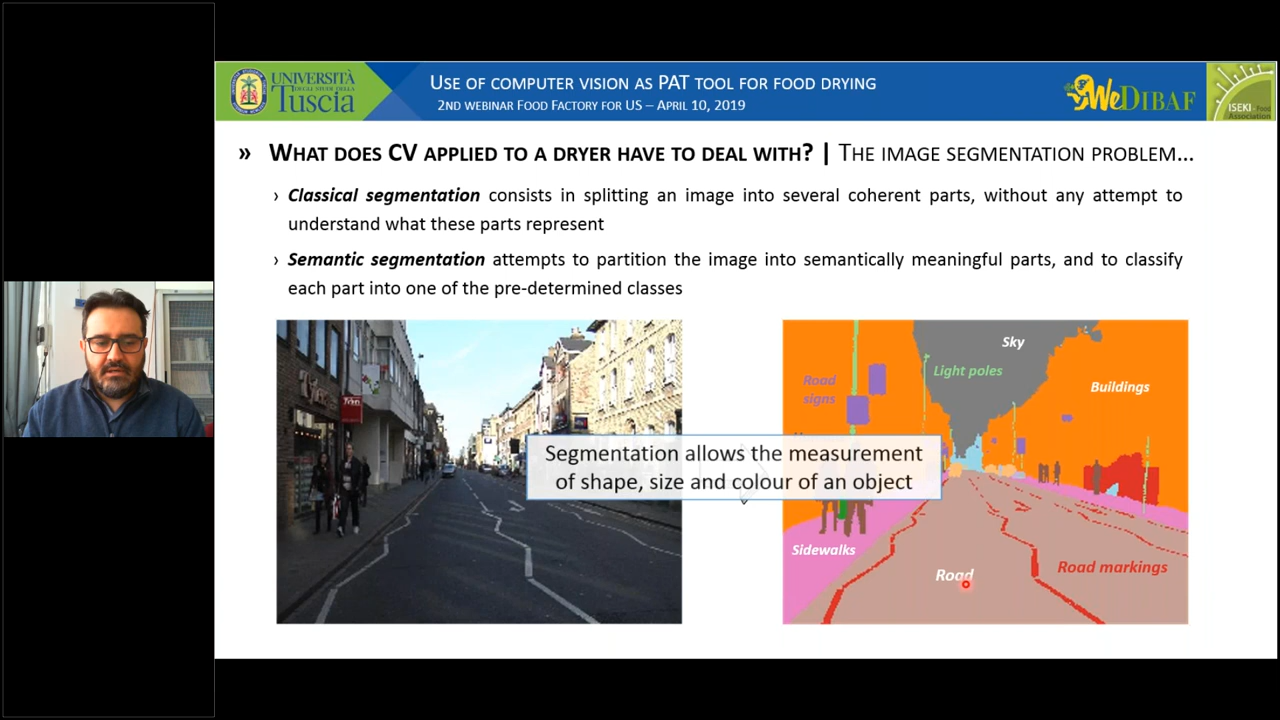 UNIVERSITÀ
DEGLI STUDI DELLA
TUSCIA
USE OF COMPUTER VISION AS PAT TOOL FOR FOOD DRYING
2ND WEBINAR FOOD FACTORY FOR US – APRIL 10, 2019
WEDIBAF
ISEKI - Food
Association
» WHAT DOES CV APPLIED TO A DRYER HAVE TO DEAL WITH? | THE IMAGE SEGMENTATION PROBLEM...
› Classical segmentation consists in splitting an image into several coherent parts, without any attempt to
understand what these parts represent
› Semantic segmentation attempts to partition the image into semantically meaningful parts, and to classify
each part into one of the pre-determined classes
Sky
Light poles
Road
signs
Buildings
Segmentation allows the measurement
of shape, size and colour of an object
Sidewalks
Road
Road markings